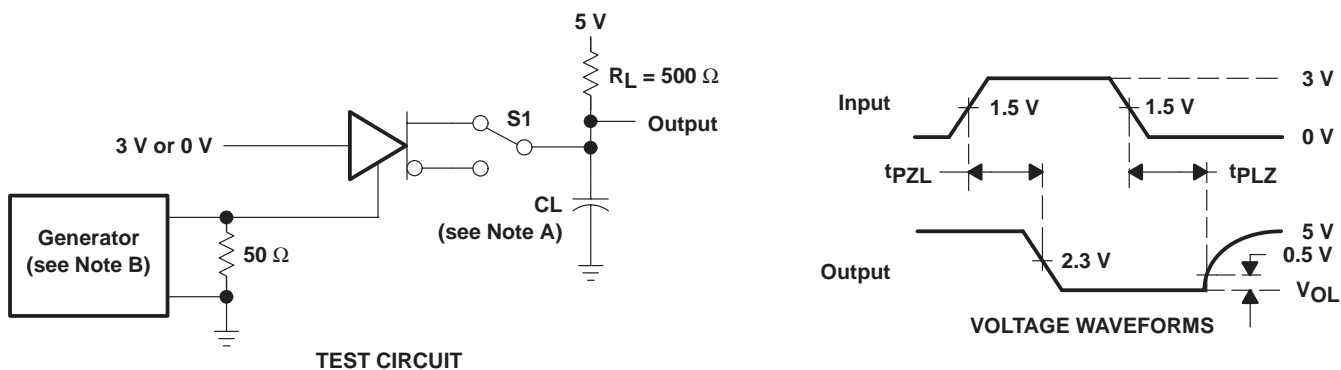 5 V
RL = 500 Ω
S1
Output
3 V or 0 V
CL
(see Note A)
Generator
(see Note B)
50 Ω
TEST CIRCUIT
3 V
Input
1.5 V
1.5 V
0 V
tPZL
tPLZ
5 V
0.5 V
2.3 V
Output
VOL
VOLTAGE WAVEFORMS